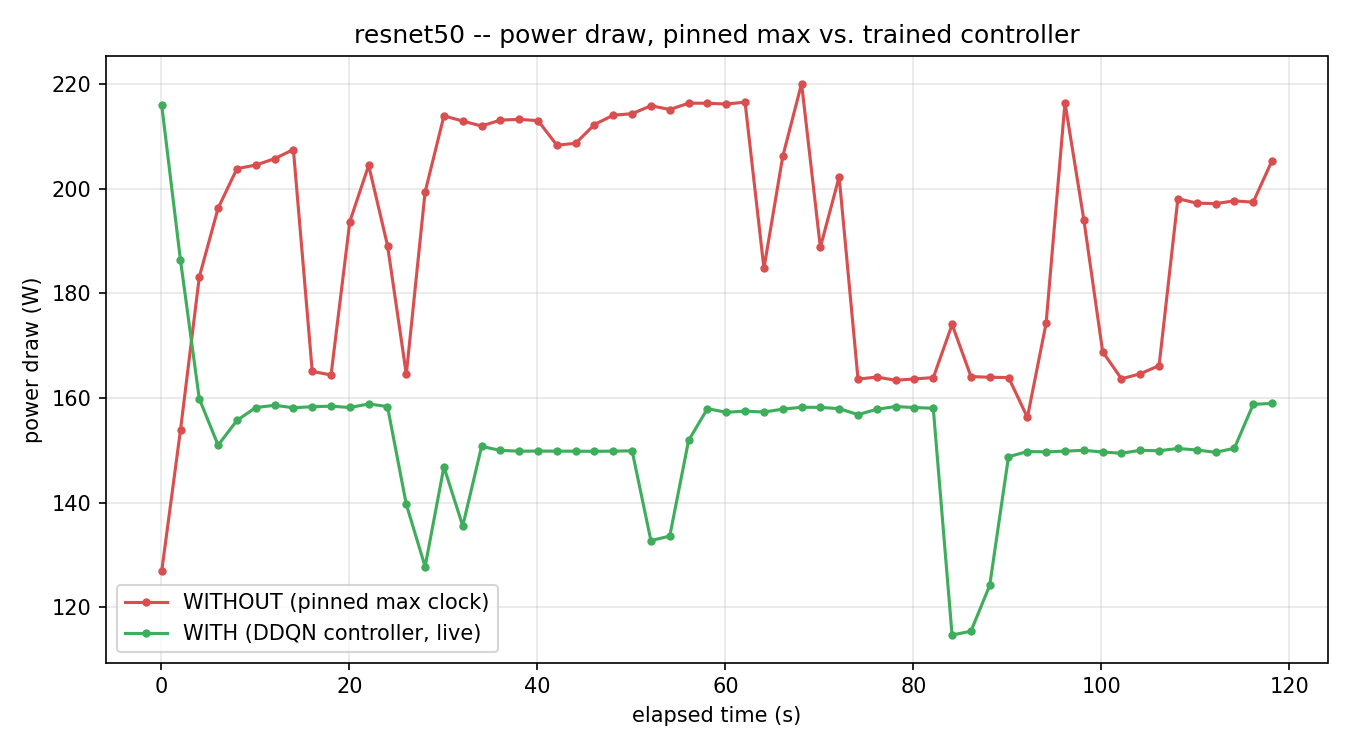 resnet50 -- power draw, pinned max vs. trained controller
power draw (W)
220
200
180
160
140
120
WITHOUT (pinned max clock)
WITH (DDQN controller, live)
0 20 40 60 80 100 120
elapsed time (s)